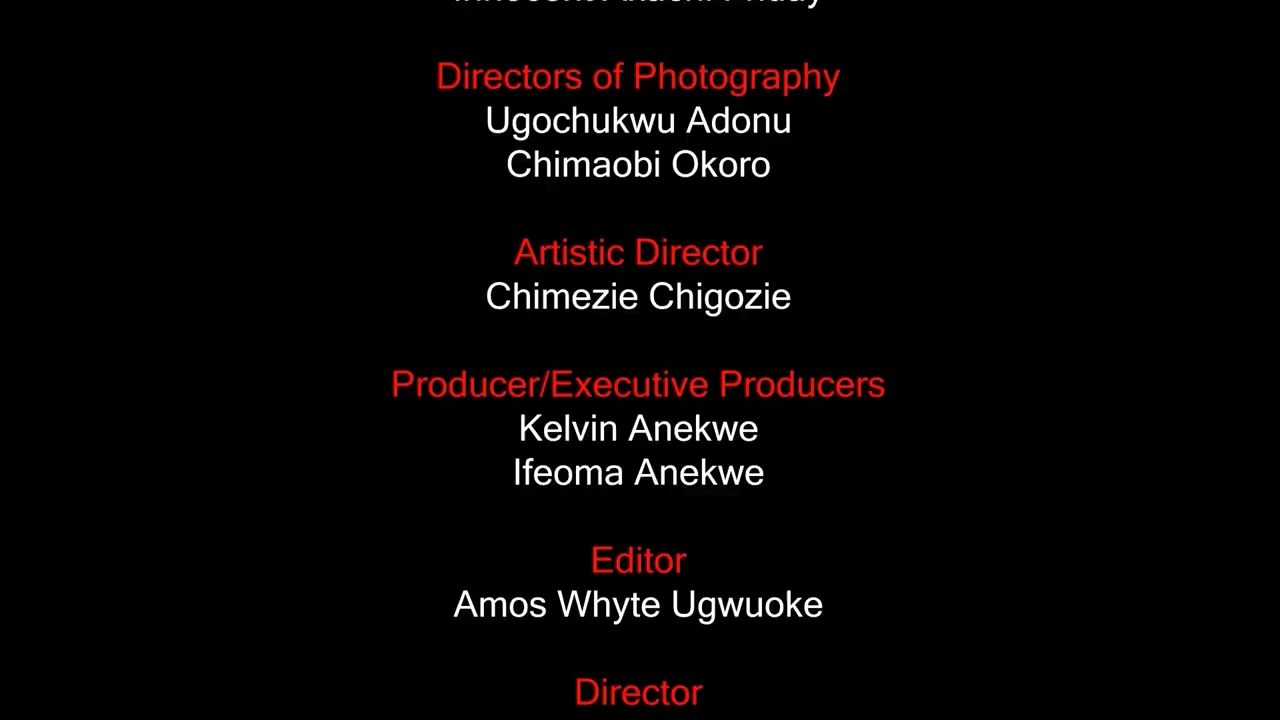 Directors of Photography
Ugochukwu Adonu
Chimaobi Okoro
Artistic Director
Chimezie Chigozie
Producer/Executive Producers
Kelvin Anekwe
Ifeoma Anekwe
Editor
Amos Whyte Ugwuoke
Director